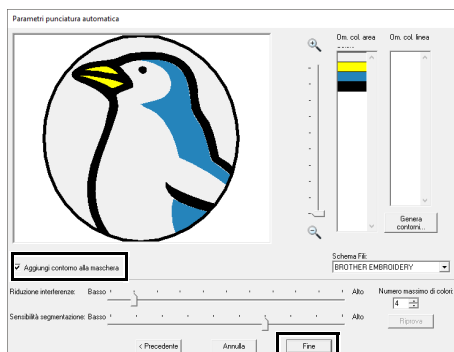 Parametri punciatura automatica
Om. col. area
Om. col. linea
Genera
contorni...
Aggiungi contorno alla maschera
Schema Fili:
BROTHER EMBROIDERY
Riduzione interferenze: Basso
Alto
Numero massimo di colori:
4
Sensibilità segmentazione: Basso
Alto
Riprova
< Precedente
Annulla
Fine